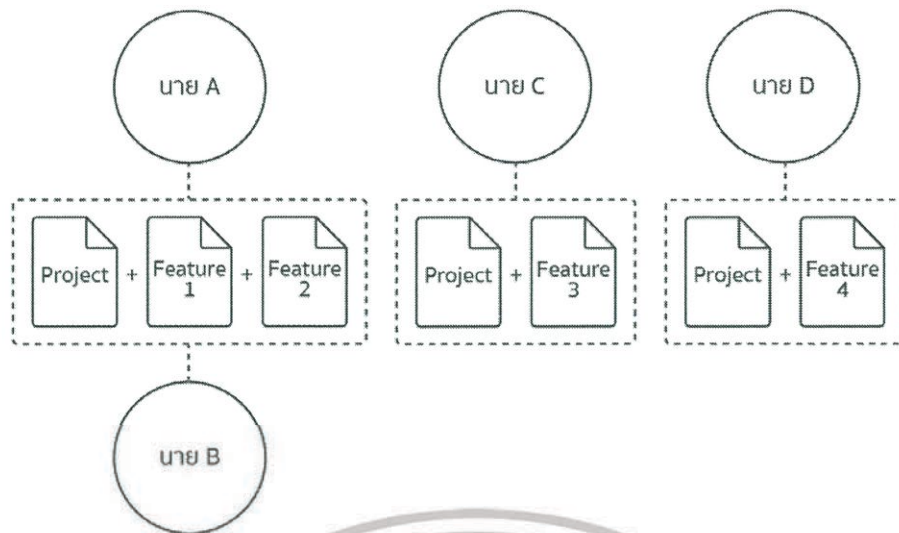 นาย A
นาย C
นาย D
Project + Feature 1 + Feature 2
Project + Feature 3
Project + Feature 4
นาย B